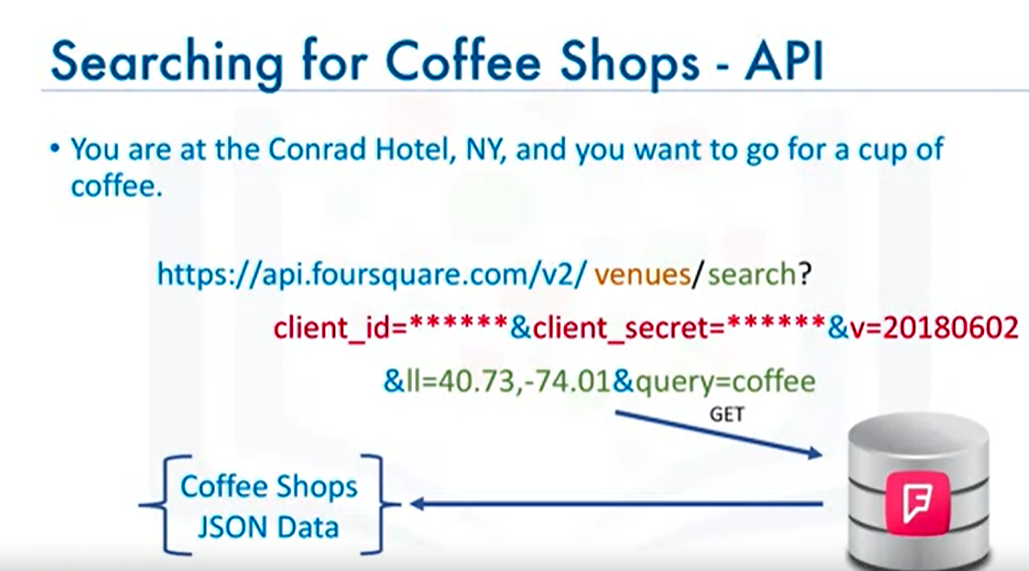 Searching for Coffee Shops - API
• You are at the Conrad Hotel, NY, and you want to go for a cup of
coffee.
https://api.foursquare.com/v2/ venues/search?
client_id=******&client_secret=******&v=20180602
&ll=40.73,-74.01&query=coffee
GET
Coffee Shops
JSON Data